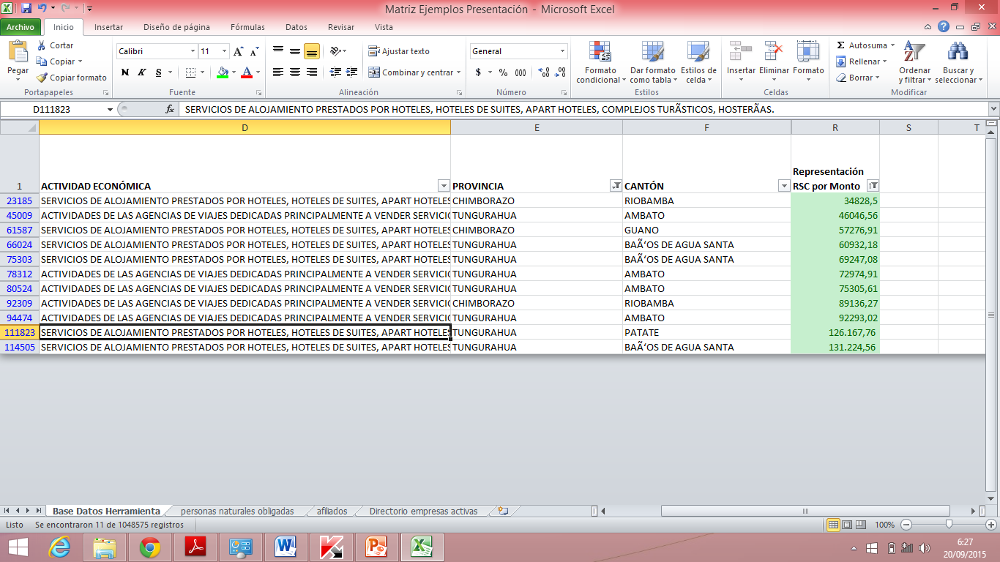 Matriz Ejemplos Presentación - Microsoft Excel
Archivo Inicio Insertar Diseño de página Fórmulas Datos Revisar Vista
Pegar
Cortar
Copiar
Copiar formato
Portapapeles
Calibri 11
N K S
Fuente
Ajustar texto
Combinar y centrar
Alineación
General
$ % 000
Número
Formato condicional
Dar formato como tabla
Estilos de celda
Estilos
Insertar Eliminar Formato
Celdas
Autosuma
Rellenar
Borrar
Ordenar y filtrar
Buscar y seleccionar
Modificar
D111823 fx SERVICIOS DE ALOJAMIENTO PRESTADOS POR HOTELES, HOTELES DE SUITES, APART HOTELES, COMPLEJOS TURÃSTICOS, HOSTERÃAS.
D E F R S T
1 ACTIVIDAD ECONÓMICA PROVINCIA CANTÓN Representación RSC por Monto
23185 SERVICIOS DE ALOJAMIENTO PRESTADOS POR HOTELES, HOTELES DE SUITES, APART HOTELES CHIMBORAZO RIOBAMBA 34828,5
45009 ACTIVIDADES DE LAS AGENCIAS DE VIAJES DEDICADAS PRINCIPALMENTE A VENDER SERVICIO TUNGURAHUA AMBATO 46046,56
61587 SERVICIOS DE ALOJAMIENTO PRESTADOS POR HOTELES, HOTELES DE SUITES, APART HOTELES CHIMBORAZO GUANO 57276,91
66024 SERVICIOS DE ALOJAMIENTO PRESTADOS POR HOTELES, HOTELES DE SUITES, APART HOTELES TUNGURAHUA BAÃ‘OS DE AGUA SANTA 60932,18
75303 SERVICIOS DE ALOJAMIENTO PRESTADOS POR HOTELES, HOTELES DE SUITES, APART HOTELES TUNGURAHUA BAÃ‘OS DE AGUA SANTA 69247,08
78312 ACTIVIDADES DE LAS AGENCIAS DE VIAJES DEDICADAS PRINCIPALMENTE A VENDER SERVICIO TUNGURAHUA AMBATO 72974,91
80524 SERVICIOS DE ALOJAMIENTO PRESTADOS POR HOTELES, HOTELES DE SUITES, APART HOTELES TUNGURAHUA AMBATO 75305,61
92309 ACTIVIDADES DE LAS AGENCIAS DE VIAJES DEDICADAS PRINCIPALMENTE A VENDER SERVICIO CHIMBORAZO RIOBAMBA 89136,27
94474 ACTIVIDADES DE LAS AGENCIAS DE VIAJES DEDICADAS PRINCIPALMENTE A VENDER SERVICIO TUNGURAHUA AMBATO 92293,02
111823 SERVICIOS DE ALOJAMIENTO PRESTADOS POR HOTELES, HOTELES DE SUITES, APART HOTELES TUNGURAHUA PATATE 126.167,76
114505 SERVICIOS DE ALOJAMIENTO PRESTADOS POR HOTELES, HOTELES DE SUITES, APART HOTELES TUNGURAHUA BAÃ‘OS DE AGUA SANTA 131.224,56
Base Datos Herramienta personas naturales obligadas afiliados Directorio empresas activas
Listo Se encontraron 11 de 1048575 registros 100%
6:27
20/09/2015